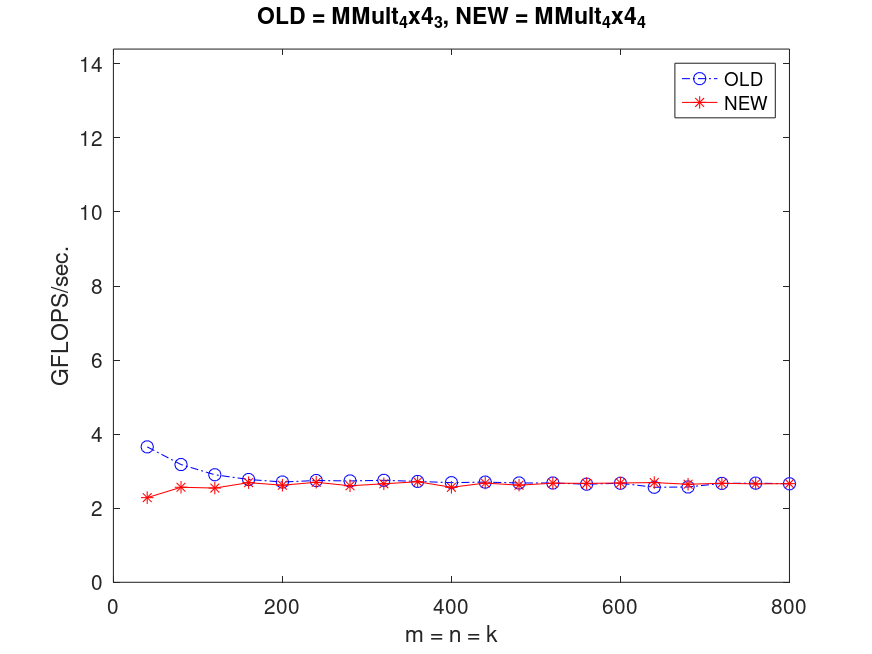 OLD = MMult₄x4₃, NEW = MMult₄x4₄
14
12
10
8
6
4
2
0
GFLOPS/sec.
OLD
NEW
0 200 400 600 800
m = n = k